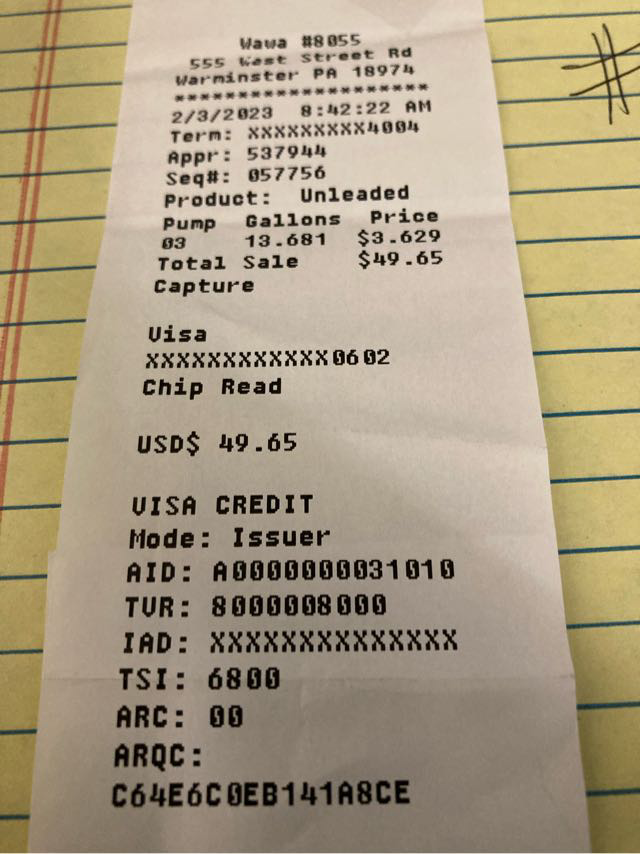 Wawa #8055
555 West Street Rd
Warminster PA 18974
********************
2/3/2023 8:42:22 AM
Term: XXXXXXXXX4004
Appr: 537944
Seq#: 057756
Product: Unleaded
Pump Gallons Price
03 13.681 $3.629
Total Sale $49.65
Capture
Visa
XXXXXXXXXXXX0602
Chip Read
USD$ 49.65
VISA CREDIT
Mode: Issuer
AID: A0000000031010
TVR: 8000008000
IAD: XXXXXXXXXXXXXX
TSI: 6800
ARC: 00
ARQC:
C64E6C0EB141A8CE
#